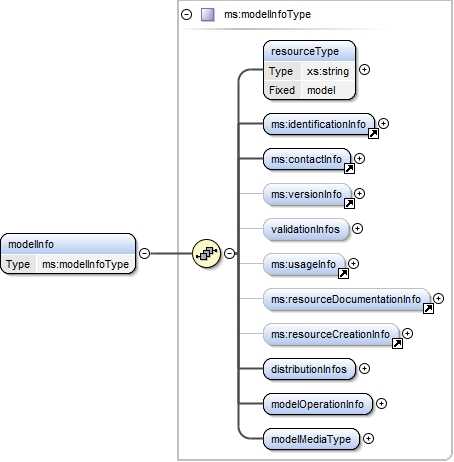 ms:modelInfoType
resourceType
Type xs:string
Fixed model
ms:identificationInfo
ms:contactInfo
ms:versionInfo
modelInfo
Type ms:modelInfoType
validationInfos
ms:usageInfo
ms:resourceDocumentationInfo
ms:resourceCreationInfo
distributionInfos
modelOperationInfo
modelMediaType